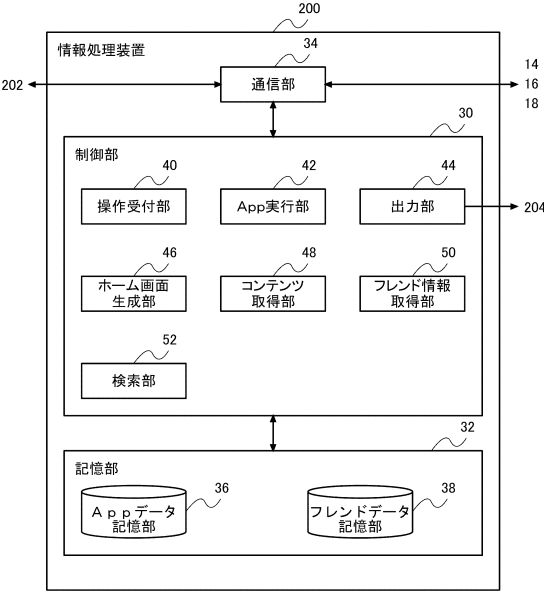 200
情報処理装置
34
通信部
202
14
16
18
30
制御部
40
操作受付部
42
App実行部
44
出力部
204
46
ホーム画面
生成部
48
コンテンツ
取得部
50
フレンド情報
取得部
52
検索部
32
記憶部
36
Appデータ
記憶部
38
フレンドデータ
記憶部